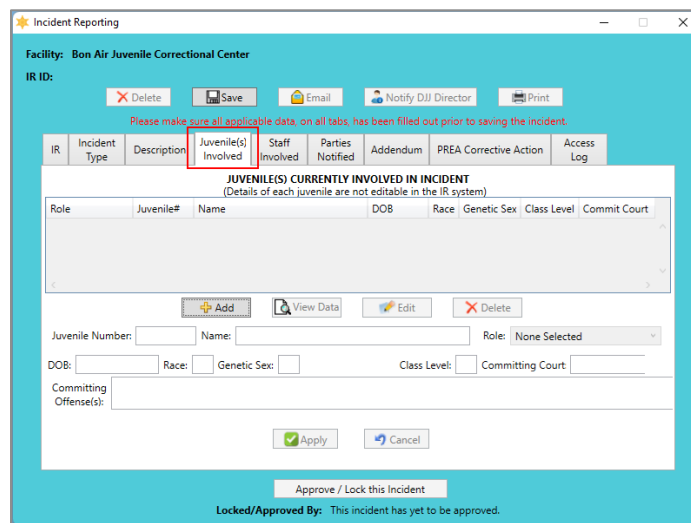 Incident Reporting
Facility: Bon Air Juvenile Correctional Center
IR ID:
Delete Save Email Notify DJJ Director Print
Please make sure all applicable data, on all tabs, has been filled out prior to saving the incident.
IR Incident Type Description Juvenile(s) Involved Staff Involved Parties Notified Addendum PREA Corrective Action Access Log
JUVENILE(S) CURRENTLY INVOLVED IN INCIDENT
(Details of each juvenile are not editable in the IR system)
Role Juvenile# Name DOB Race Genetic Sex Class Level Commit Court
Add View Data Edit Delete
Juvenile Number: Name: Role: None Selected
DOB: Race: Genetic Sex: Class Level: Committing Court:
Committing
Offense(s):
Apply Cancel
Approve / Lock this Incident
Locked/Approved By: This incident has yet to be approved.